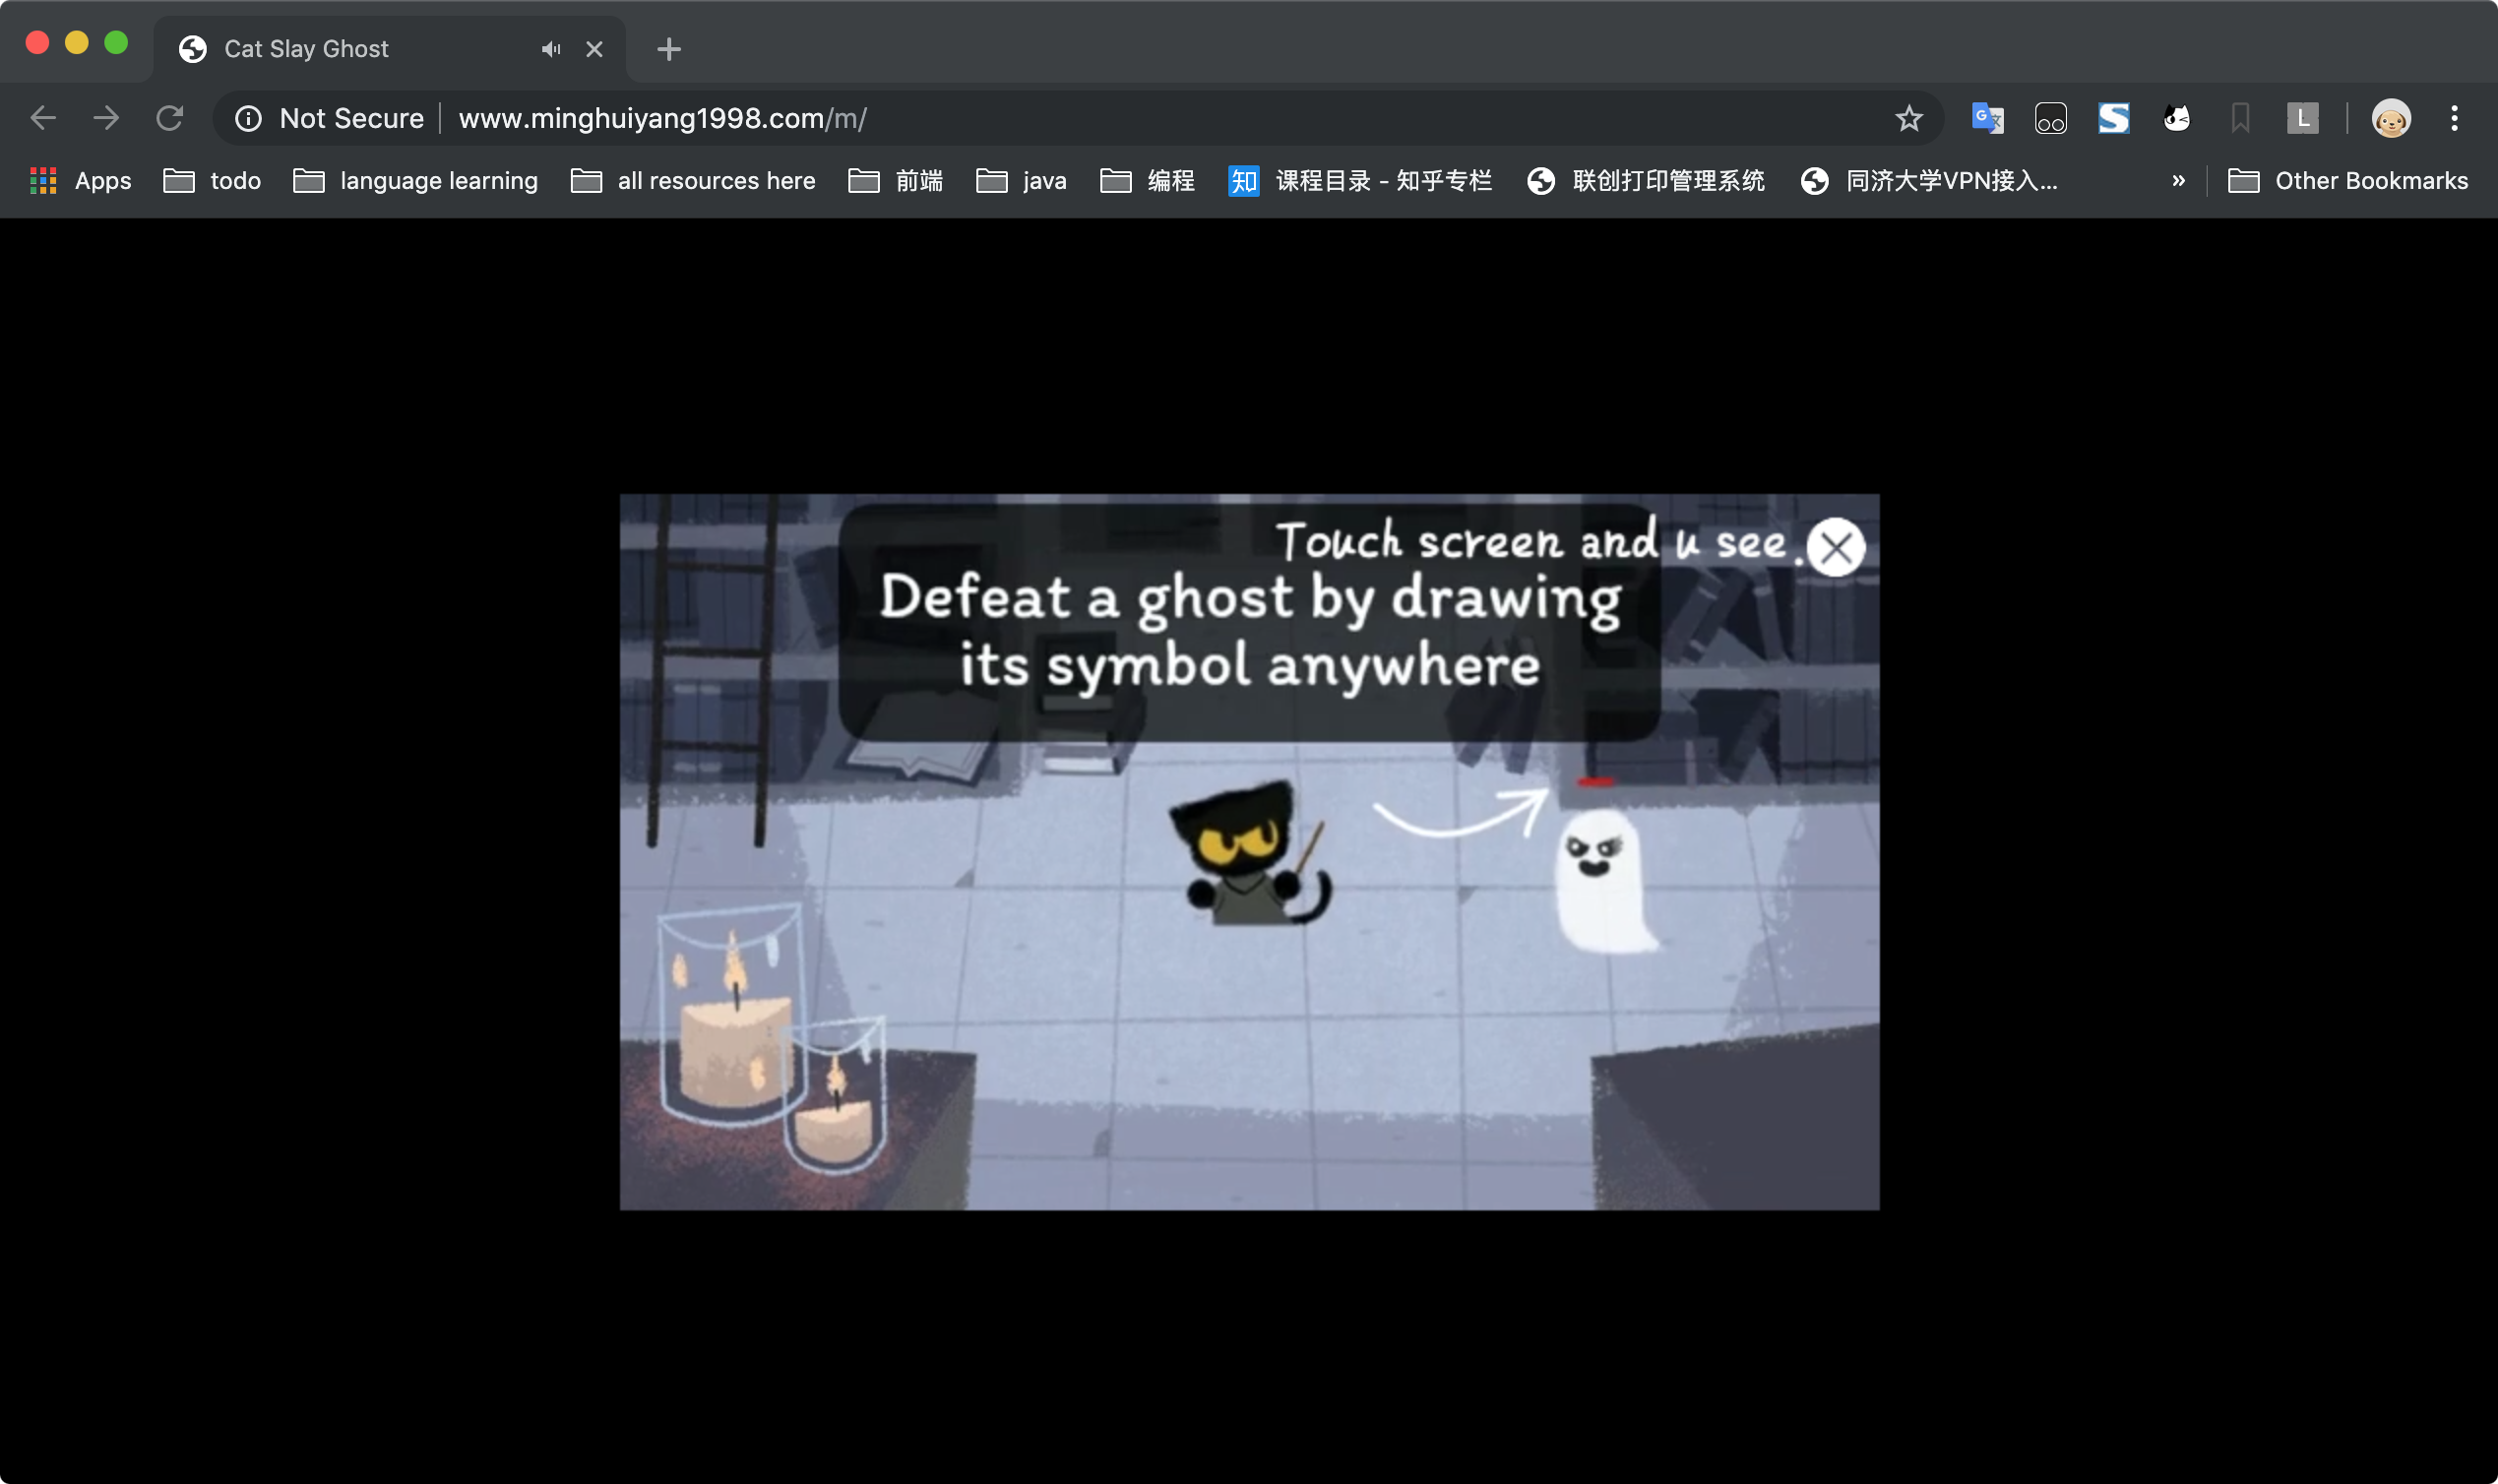 Cat Slay Ghost
Not Secure www.minghuiyang1998.com/m/
L
Apps todo language learning all resources here 前端 java 编程 知 课程目录 - 知乎专栏 联创打印管理系统 同济大学VPN接入... » Other Bookmarks
Touch screen and u see.
Defeat a ghost by drawing
its symbol anywhere